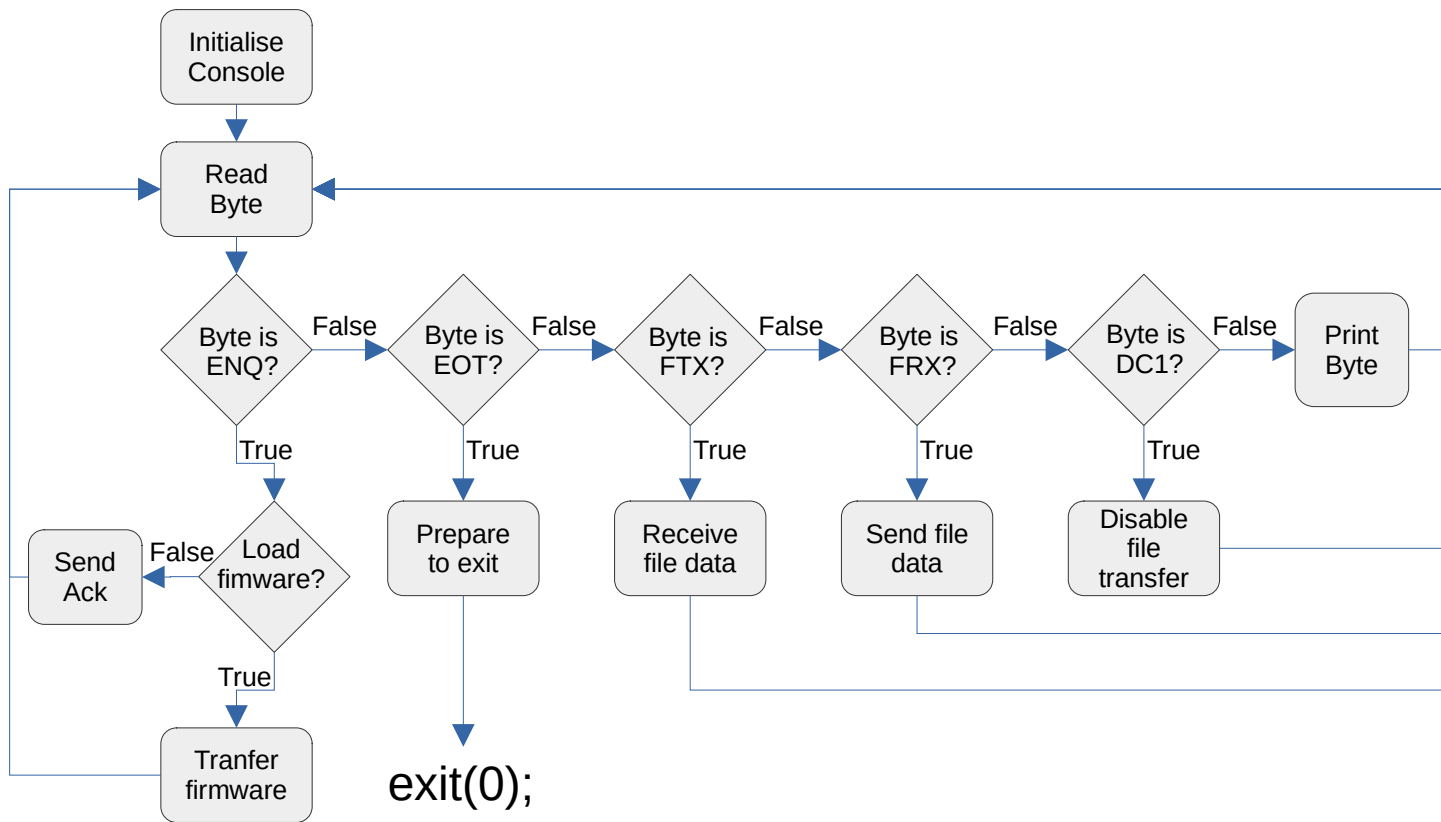 Initialise
Console
Read
Byte
Byte is
ENQ?
False
Byte is
EOT?
False
Byte is
FTX?
False
Byte is
FRX?
False
Byte is
DC1?
False
Print
Byte
True
True
True
True
True
Send
Ack
False
Load
fimware?
Prepare
to exit
Receive
file data
Send file
data
Disable
file
transfer
True
Tranfer
firmware
exit(0);